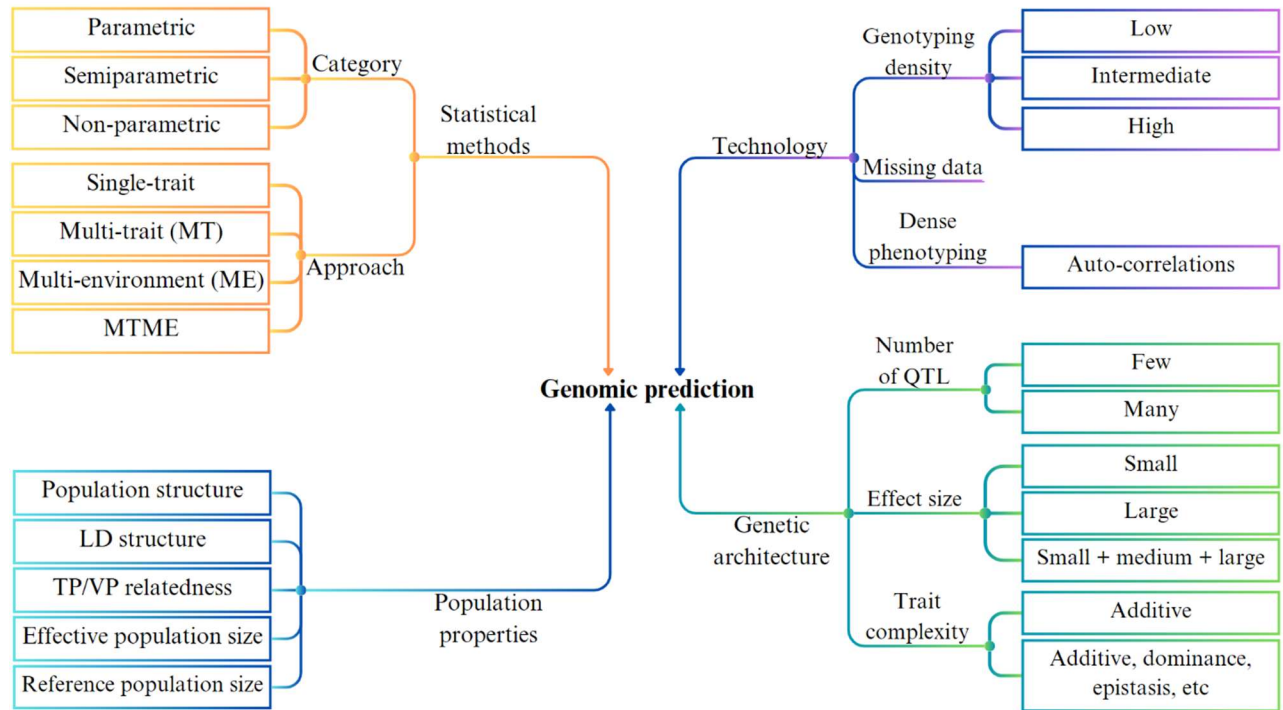 Parametric
Semiparametric
Non-parametric
Category
Single-trait
Multi-trait (MT)
Multi-environment (ME)
MTME
Approach
Statistical
methods
Technology
Genotyping
density
Low
Intermediate
High
Missing data
Dense
phenotyping
Auto-correlations
Genomic prediction
Population structure
LD structure
TP/VP relatedness
Effective population size
Reference population size
Population
properties
Genetic
architecture
Number
of QTL
Few
Many
Effect size
Small
Large
Small + medium + large
Trait
complexity
Additive
Additive, dominance,
epistasis, etc